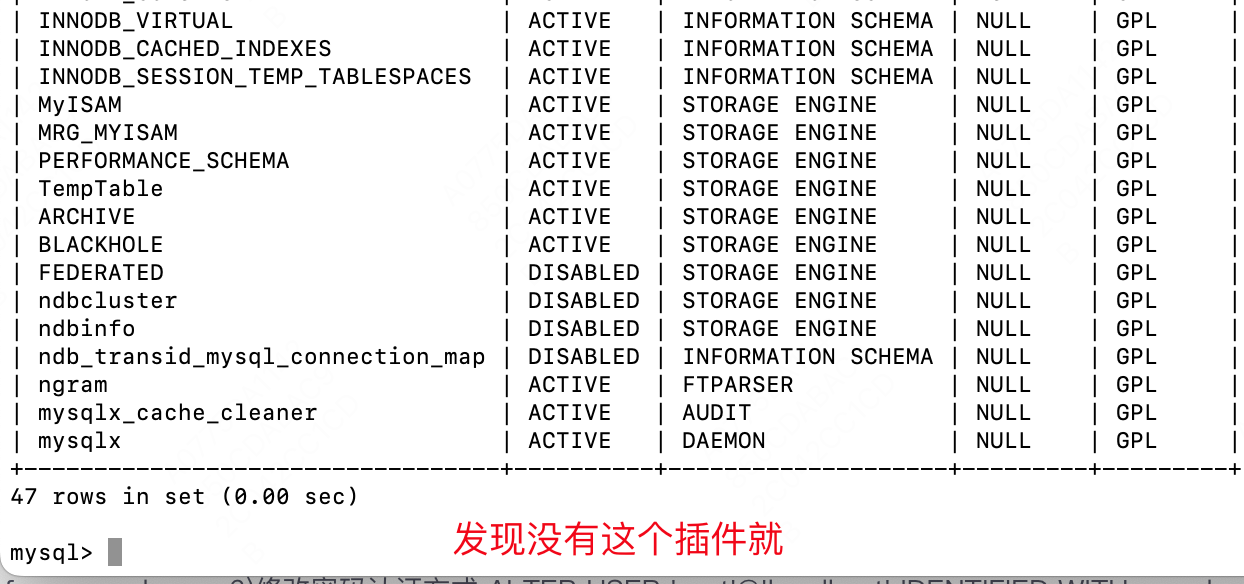 | INNODB_VIRTUAL | ACTIVE | INFORMATION SCHEMA | NULL | GPL |
| INNODB_CACHED_INDEXES | ACTIVE | INFORMATION SCHEMA | NULL | GPL |
| INNODB_SESSION_TEMP_TABLESPACES | ACTIVE | INFORMATION SCHEMA | NULL | GPL |
| MyISAM | ACTIVE | STORAGE ENGINE | NULL | GPL |
| MRG_MYISAM | ACTIVE | STORAGE ENGINE | NULL | GPL |
| PERFORMANCE_SCHEMA | ACTIVE | STORAGE ENGINE | NULL | GPL |
| TempTable | ACTIVE | STORAGE ENGINE | NULL | GPL |
| ARCHIVE | ACTIVE | STORAGE ENGINE | NULL | GPL |
| BLACKHOLE | ACTIVE | STORAGE ENGINE | NULL | GPL |
| FEDERATED | DISABLED | STORAGE ENGINE | NULL | GPL |
| ndbcluster | DISABLED | STORAGE ENGINE | NULL | GPL |
| ndbinfo | DISABLED | STORAGE ENGINE | NULL | GPL |
| ndb_transid_mysql_connection_map | DISABLED | INFORMATION SCHEMA | NULL | GPL |
| ngram | ACTIVE | FTPARSER | NULL | GPL |
| mysqlx_cache_cleaner | ACTIVE | AUDIT | NULL | GPL |
| mysqlx | ACTIVE | DAEMON | NULL | GPL |
+----------------------------------+----------+--------------------+---------+---------+
47 rows in set (0.00 sec)
发现没有这个插件就
mysql>